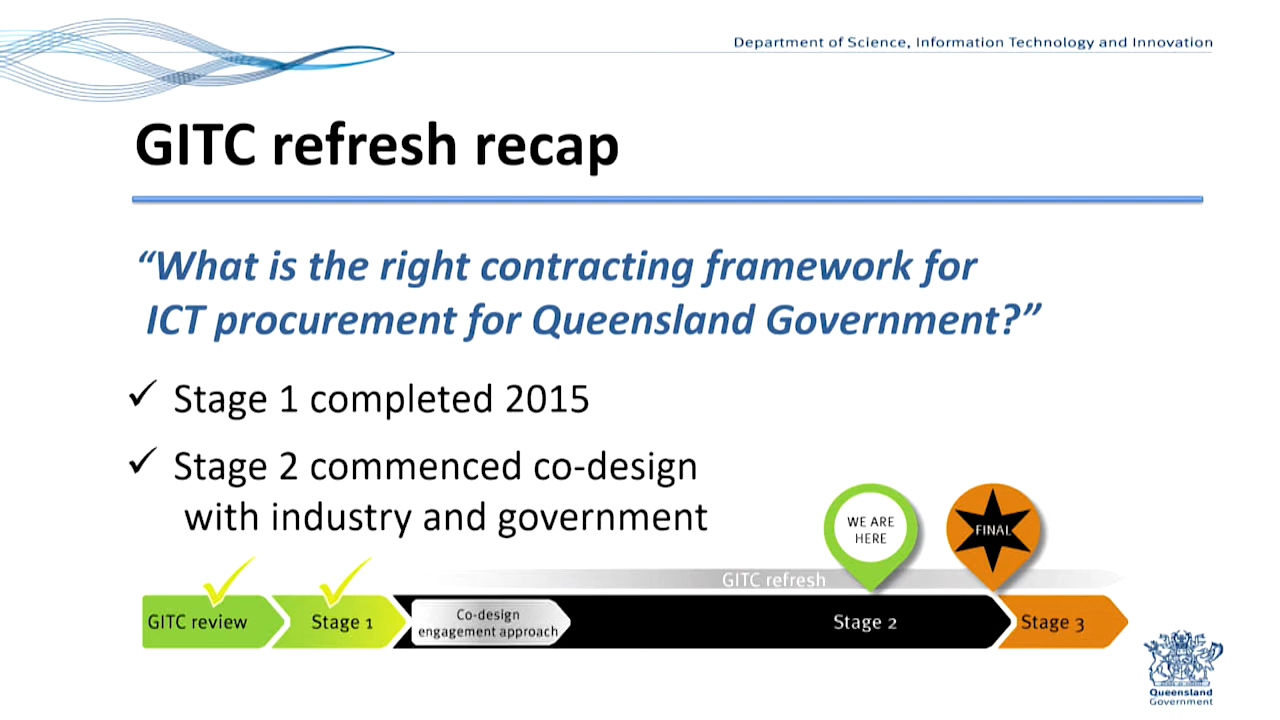 Department of Science, Information Technology and Innovation
GITC refresh recap
“What is the right contracting framework for
ICT procurement for Queensland Government?”
✓ Stage 1 completed 2015
✓ Stage 2 commenced co-design
with industry and government
WE ARE
HERE
FINAL
GITC refresh
GITC review
Stage 1
Co-design
engagement approach
Stage 2
Stage 3
Queensland
Government